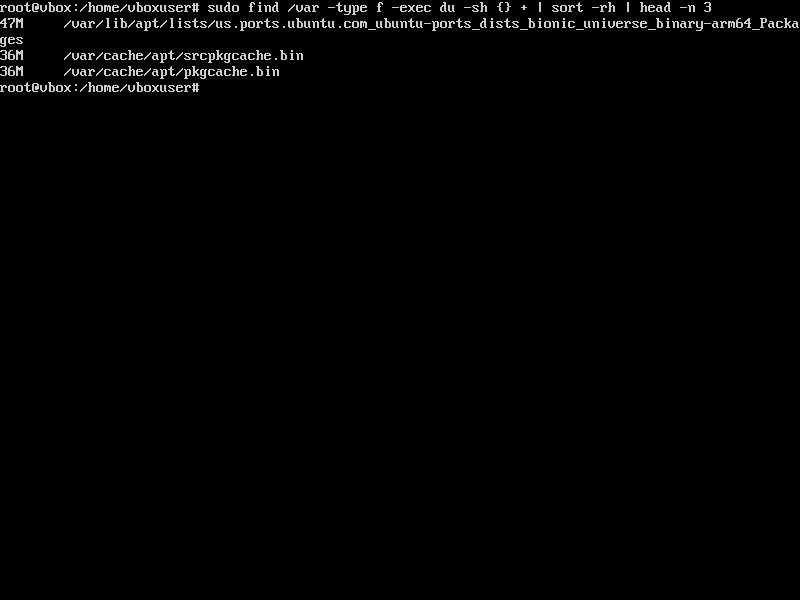 root@vbox:/home/vboxuser# sudo find /var -type f -exec du -sh {} + | sort -rh | head -n 3
47M     /var/lib/apt/lists/us.ports.ubuntu.com_ubuntu-ports_dists_bionic_universe_binary-arm64_Packa
ges
36M     /var/cache/apt/srcpkgcache.bin
36M     /var/cache/apt/pkgcache.bin
root@vbox:/home/vboxuser#